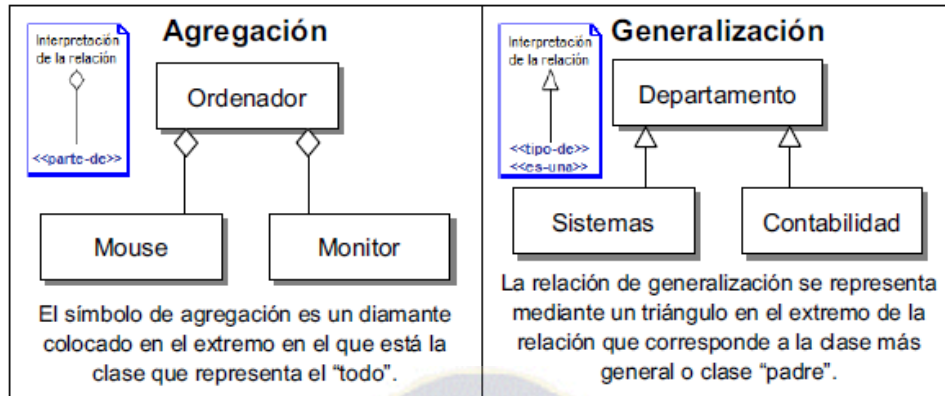 Agregación
Interpretación
de la relación
<<parte-de>>
Ordenador
Mouse
Monitor
El símbolo de agregación es un diamante
colocado en el extremo en el que está la
clase que representa el “todo”.
Generalización
Interpretación
de la relación
<<tipo-de>>
<<es-una>>
Departamento
Sistemas
Contabilidad
La relación de generalización se representa
mediante un triángulo en el extremo de la
relación que corresponde a la clase más
general o clase “padre”.